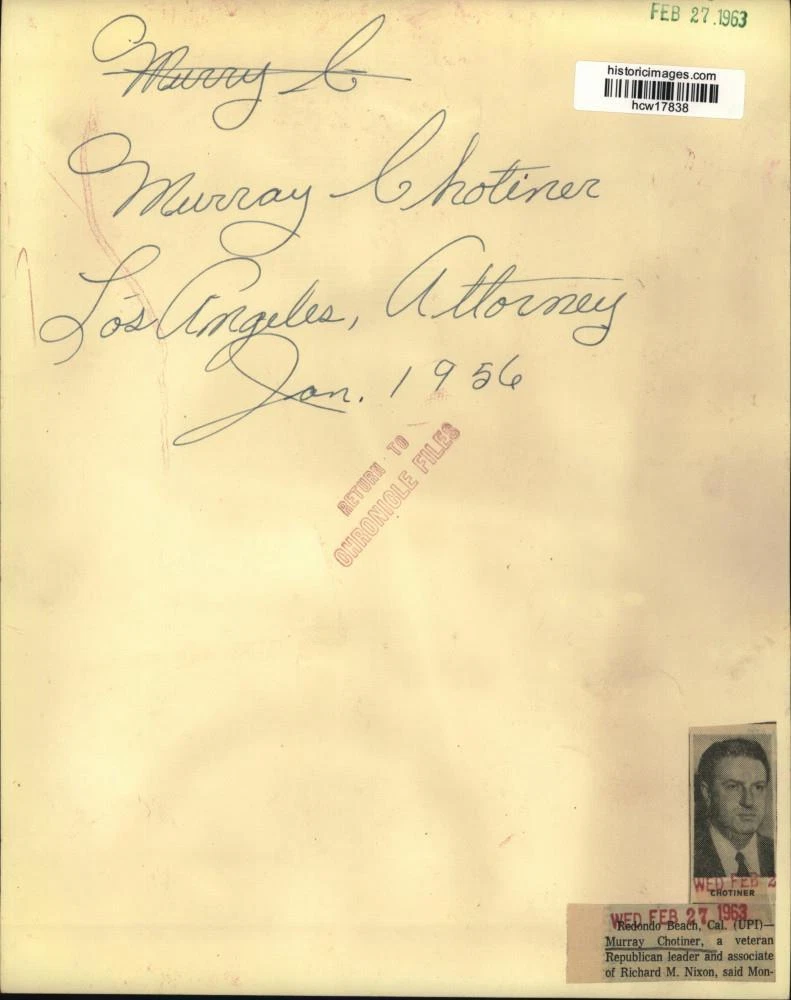 FEB 27 1963
historicimages.com
hcw17838
Murry C
Murray Chotiner
Los Angeles, Attorney
Jan. 1956
RETURN TO
CHRONICLE FILES
WED FEB 2
CHOTINER
WED FEB 27 1963
Redondo Beach, Cal. (UPI)—
Murray Chotiner, a veteran
Republican leader and associate
of Richard M. Nixon, said Mon-